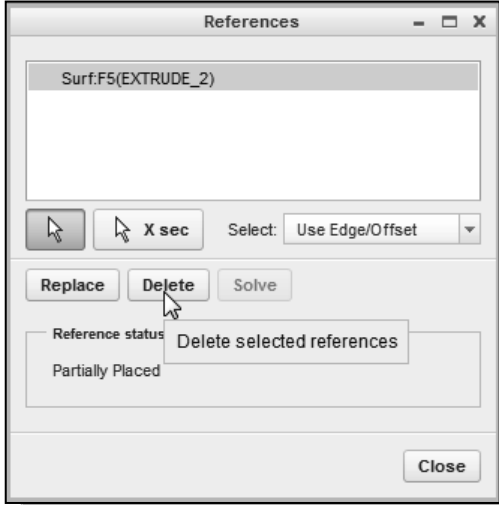 References
Surf:F5(EXTRUDE_2)
X sec Select: Use Edge/Offset
Replace Delete Solve
Reference status
Delete selected references
Partially Placed
Close